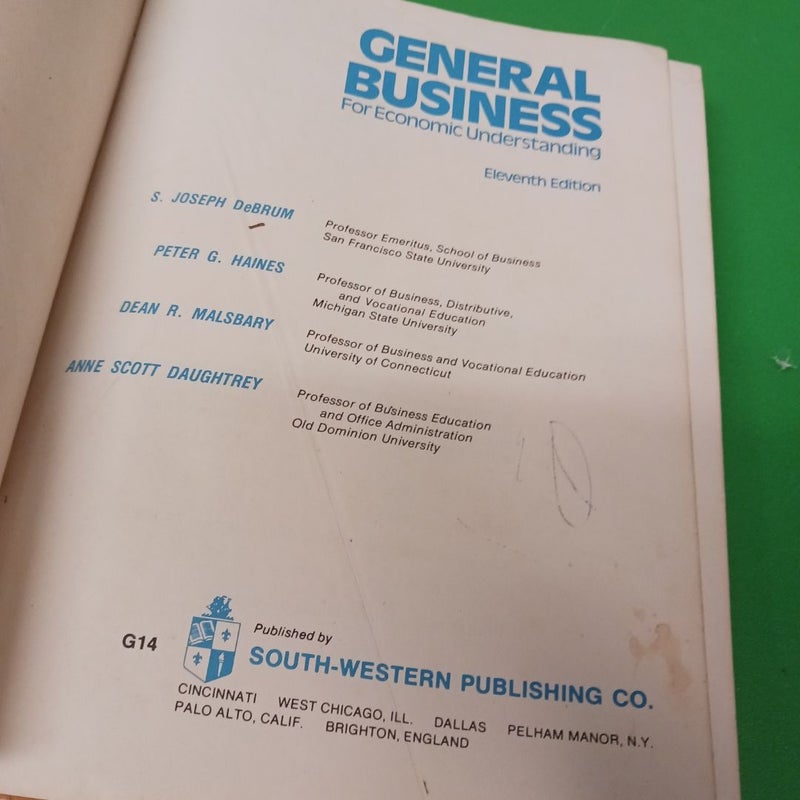 GENERAL
BUSINESS
For Economic Understanding
Eleventh Edition
S. JOSEPH DeBRUM
Professor Emeritus, School of Business
San Francisco State University
PETER G. HAINES
Professor of Business, Distributive,
and Vocational Education
Michigan State University
DEAN R. MALSBARY
Professor of Business and Vocational Education
University of Connecticut
ANNE SCOTT DAUGHTREY
Professor of Business Education
and Office Administration
Old Dominion University
G14
Published by
SOUTH-WESTERN PUBLISHING CO.
CINCINNATI WEST CHICAGO, ILL. DALLAS PELHAM MANOR, N.Y.
PALO ALTO, CALIF. BRIGHTON, ENGLAND